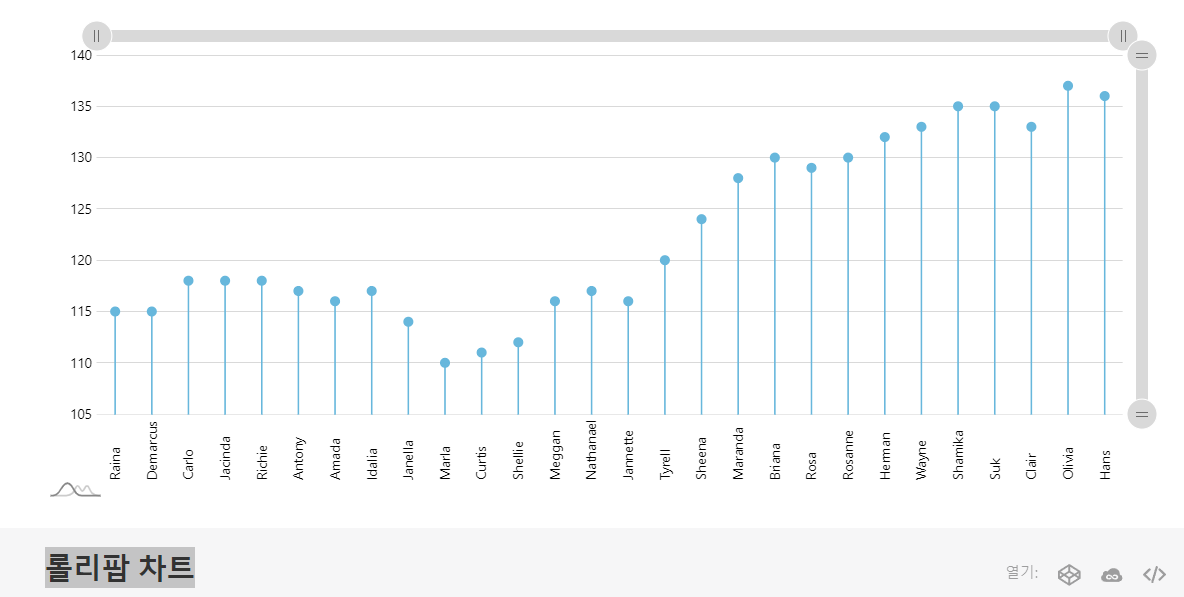 140
135
130
125
120
115
110
105
Raina
Demarcus
Carlo
Jacinda
Richie
Antony
Amada
Idalia
Janella
Marla
Curtis
Shellie
Meggan
Nathanael
Jannette
Tyrell
Sheena
Maranda
Briana
Rosa
Rosanne
Herman
Wayne
Shamika
Suk
Clair
Olivia
Hans
롤리팝 차트
열기: